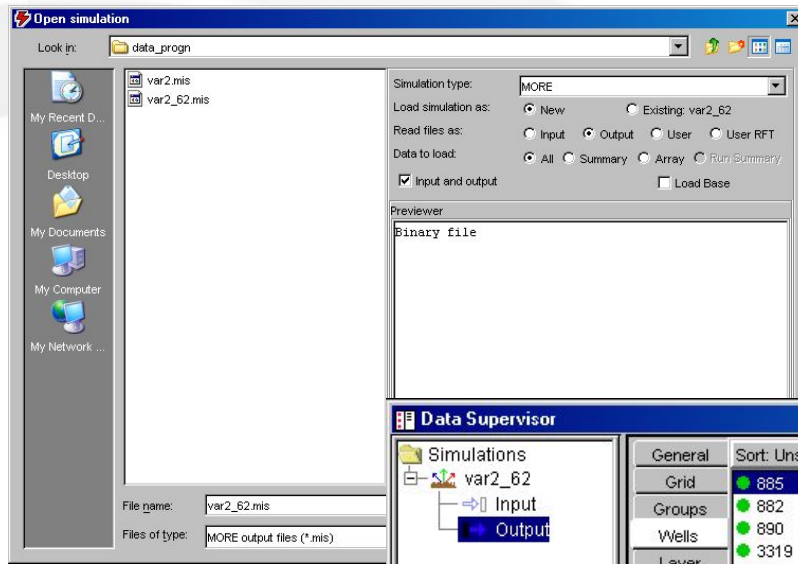 Open simulation
Look in: data_progn
My Recent D...
Desktop
My Documents
My Computer
My Network ...
var2.mis
var2_62.mis
Simulation type: MORE
Load simulation as: New Existing: var2_62
Read files as: Input Output User User RFT
Data to load: All Summary Array Run Summary
Input and output Load Base
Previewer
Binary file
File name: var2_62.mis
Files of type: MORE output files (*.mis)
Data Supervisor
Simulations
var2_62
Input
Output
General
Grid
Groups
Wells
Layer
Sort: Uns
885
882
890
3319